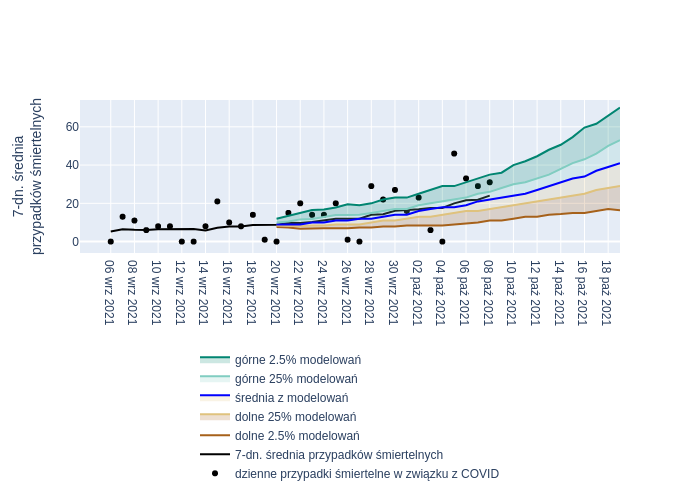 7-dn. średnia
przypadków śmiertelnych
60
40
20
0
06 wrz 2021
08 wrz 2021
10 wrz 2021
12 wrz 2021
14 wrz 2021
16 wrz 2021
18 wrz 2021
20 wrz 2021
22 wrz 2021
24 wrz 2021
26 wrz 2021
28 wrz 2021
30 wrz 2021
02 paź 2021
04 paź 2021
06 paź 2021
08 paź 2021
10 paź 2021
12 paź 2021
14 paź 2021
16 paź 2021
18 paź 2021
górne 2.5% modelowań
górne 25% modelowań
średnia z modelowań
dolne 25% modelowań
dolne 2.5% modelowań
7-dn. średnia przypadków śmiertelnych
dzienne przypadki śmiertelne w związku z COVID